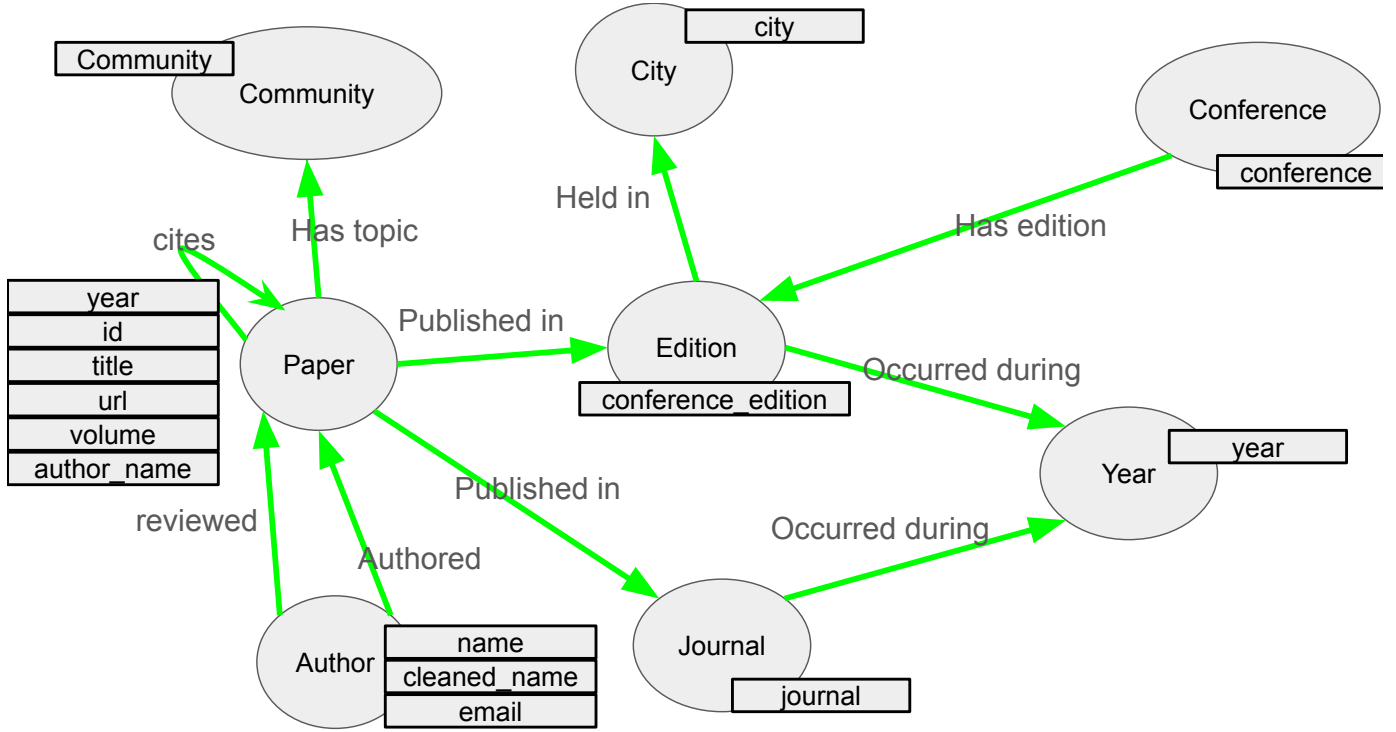 city
Community
City
Community
Conference
conference
Held in
Has edition
cites
Has topic
year
id
title
url
volume
author_name
Published in
Paper
Edition
conference_edition
Occurred during
year
Year
Published in
reviewed
Occurred during
Authored
name
cleaned_name
email
Author
Journal
journal